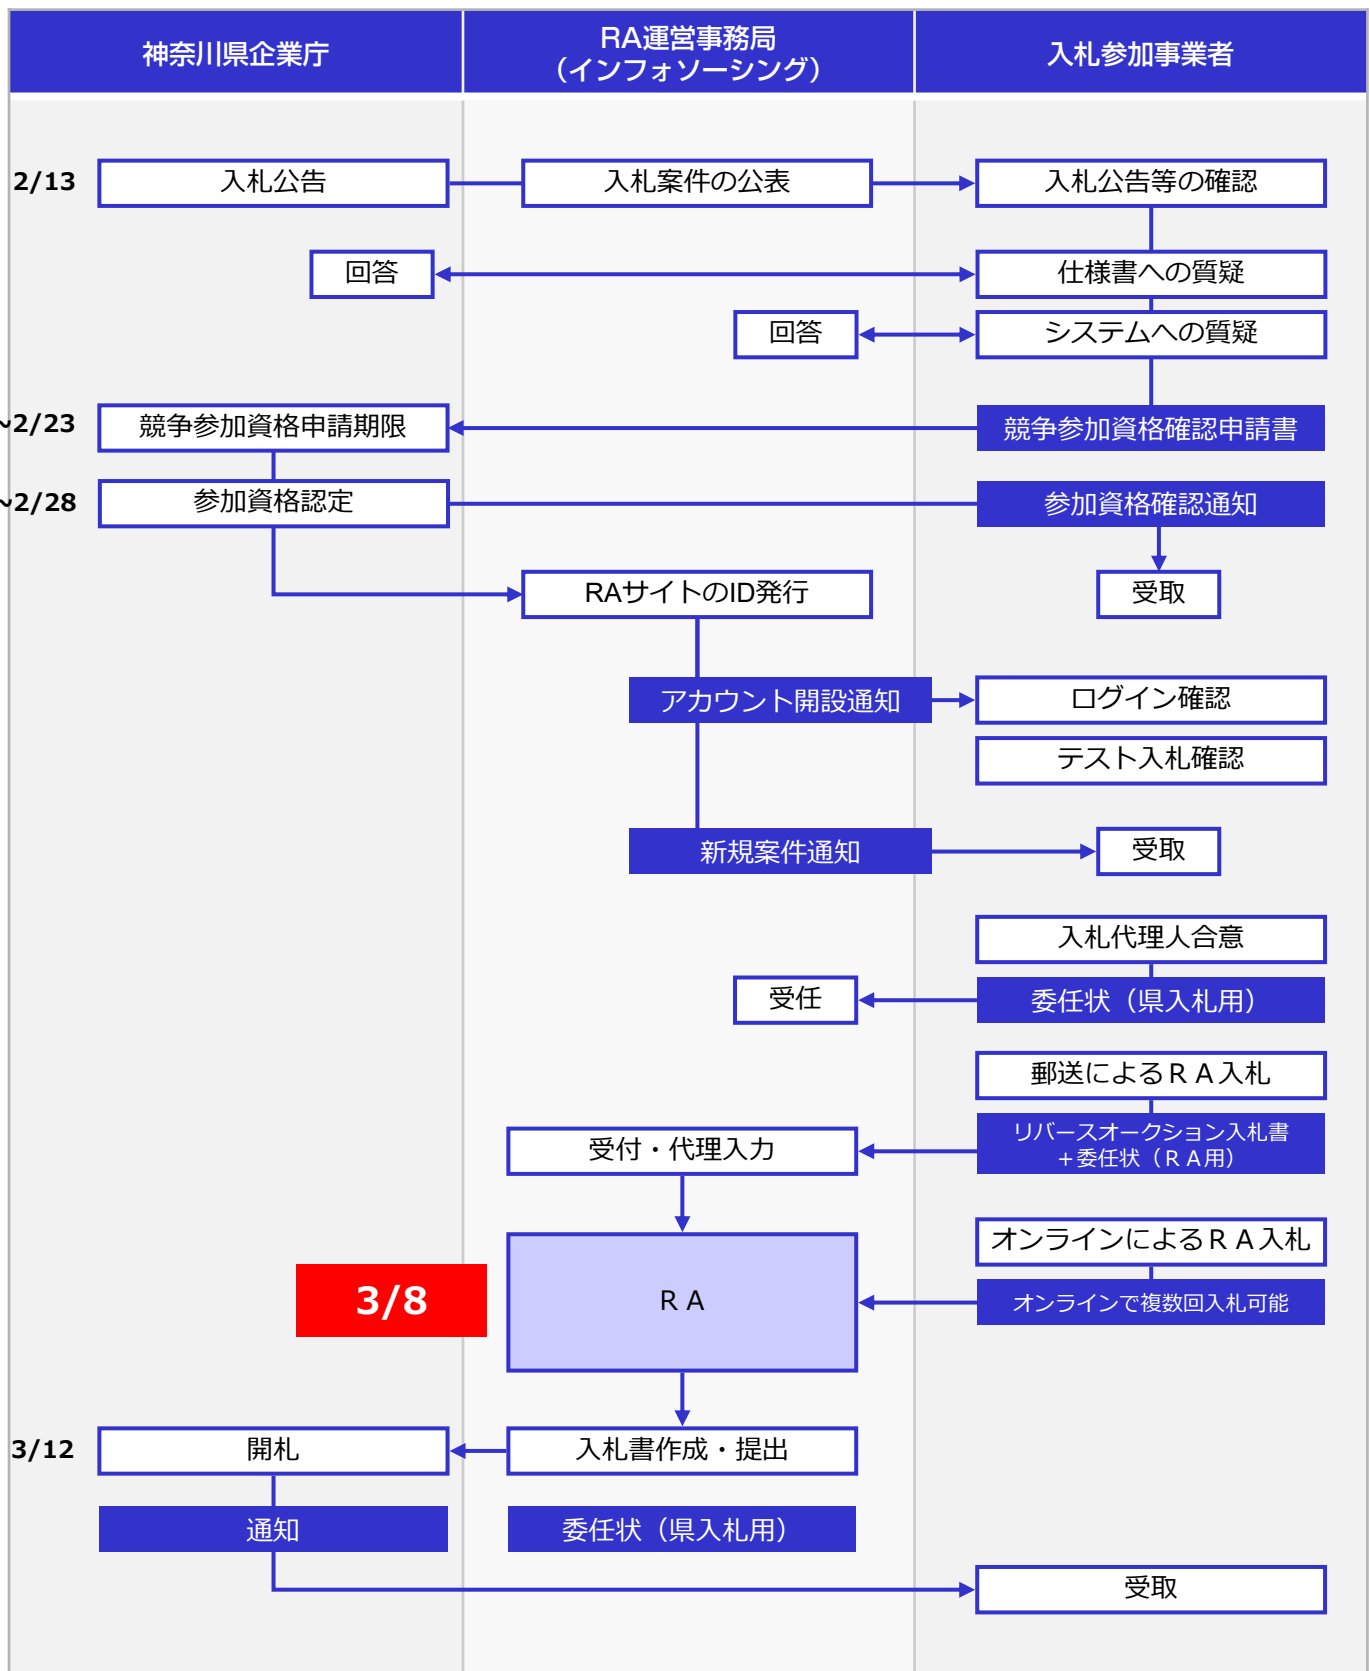 神奈川県企業庁
RA運営事務局
（インフォソーシング）
入札参加事業者
2/13
入札公告
入札案件の公表
入札公告等の確認
回答
仕様書への質疑
回答
システムへの質疑
~2/23
競争参加資格申請期限
競争参加資格確認申請書
~2/28
参加資格認定
参加資格確認通知
RAサイトのID発行
受取
アカウント開設通知
ログイン確認
テスト入札確認
新規案件通知
受取
入札代理人合意
受任
委任状（県入札用）
郵送によるＲＡ入札
受付・代理入力
リバースオークション入札書
＋委任状（ＲＡ用）
オンラインによるＲＡ入札
3/8
ＲＡ
オンラインで複数回入札可能
3/12
開札
入札書作成・提出
通知
委任状（県入札用）
受取